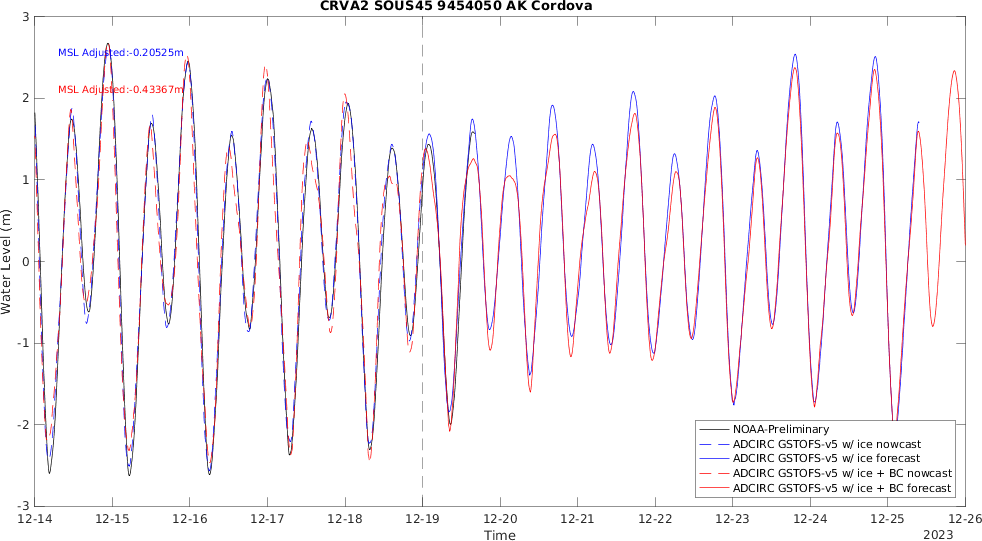 CRVA2 SOUS45 9454050 AK Cordova
MSL Adjusted:-0.20525m
MSL Adjusted:-0.43367m
Water Level (m)
3
2
1
0
-1
-2
-3
NOAA-Preliminary
ADCIRC GSTOFS-v5 w/ ice nowcast
ADCIRC GSTOFS-v5 w/ ice forecast
ADCIRC GSTOFS-v5 w/ ice + BC nowcast
ADCIRC GSTOFS-v5 w/ ice + BC forecast
12-14 12-15 12-16 12-17 12-18 12-19 12-20 12-21 12-22 12-23 12-24 12-25 12-26
Time
2023